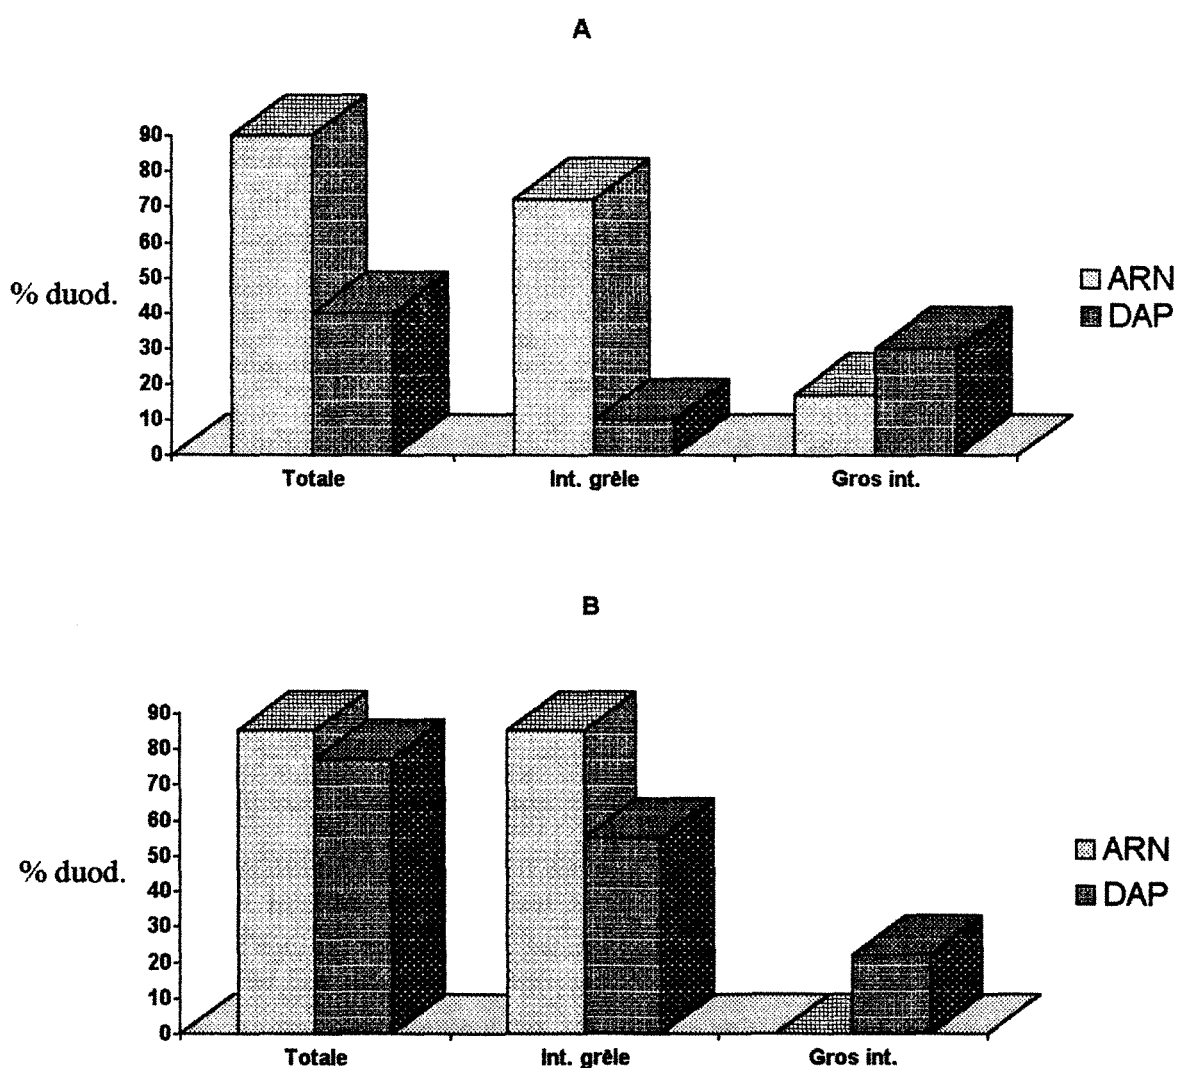 A
90
80
70
60
50
40
30
20
10
0
% duod.
Totale
Int. grêle
Gros int.
ARN
DAP
B
90
80
70
60
50
40
30
20
10
0
% duod.
Totale
Int. grêle
Gros int.
ARN
DAP